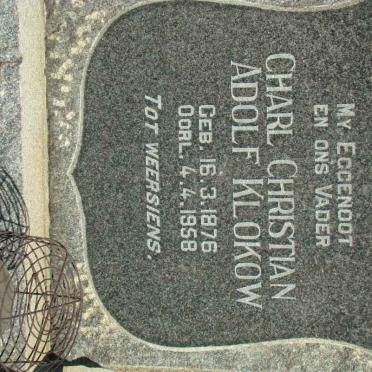 MY EGGENOOT
EN ONS VADER
CHARL CHRISTIAN
ADOLF KLOKOW
GEB. 16.3.1876
OORL. 4.4.1958
TOT WEERSIENS.